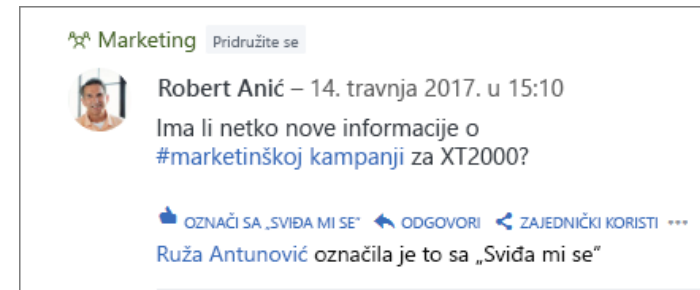 Marketing Pridružite se
Robert Anić – 14. travnja 2017. u 15:10
Ima li netko nove informacije o
#marketinškoj kampanji za XT2000?
OZNAČI SA „SVIĐA MI SE“ ODGOVORI ZAJEDNIČKI KORISTI •••
Ruža Antunović označila je to sa „Sviđa mi se“